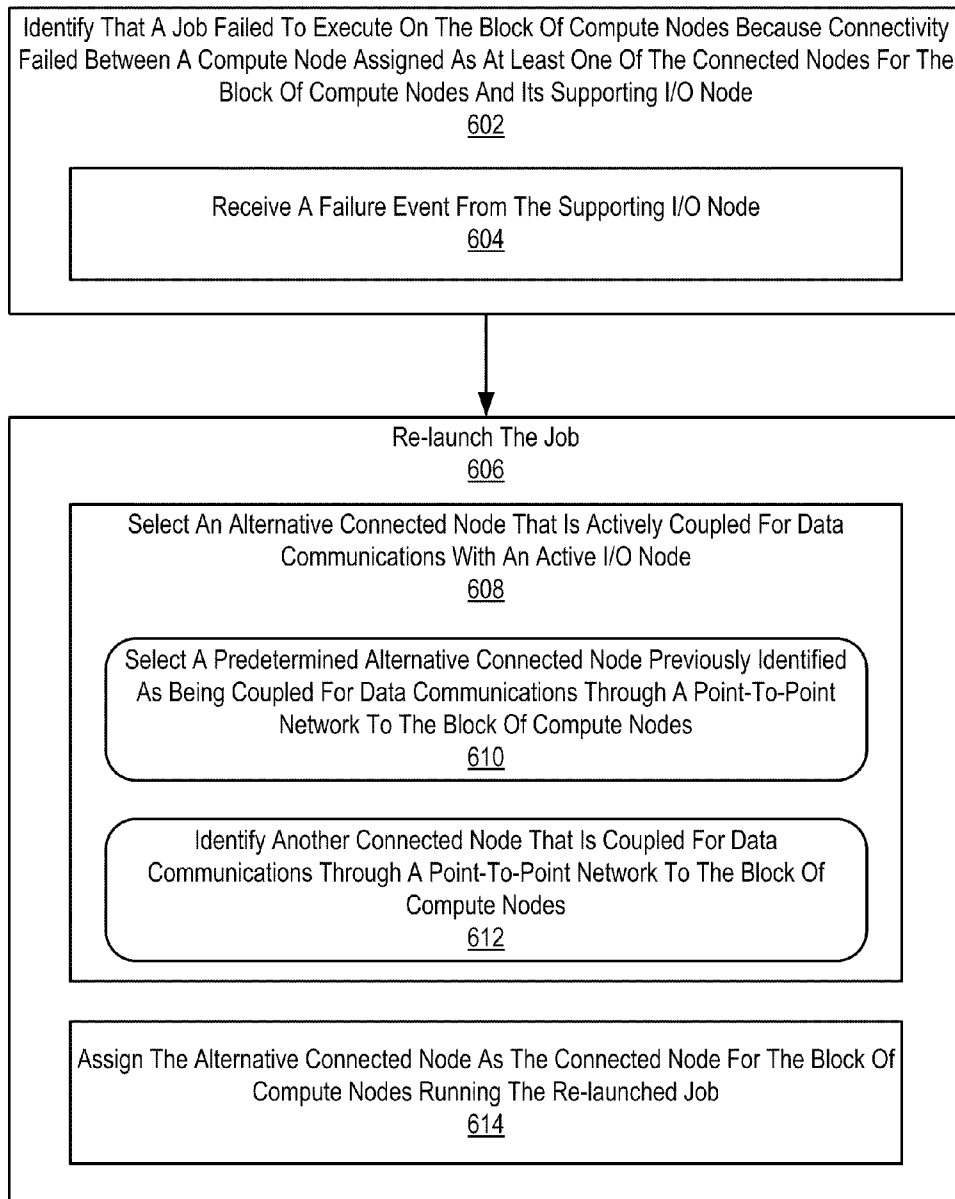 Identify That A Job Failed To Execute On The Block Of Compute Nodes Because Connectivity
Failed Between A Compute Node Assigned As At Least One Of The Connected Nodes For The
Block Of Compute Nodes And Its Supporting I/O Node
602
Receive A Failure Event From The Supporting I/O Node
604
Re-launch The Job
606
Select An Alternative Connected Node That Is Actively Coupled For Data
Communications With An Active I/O Node
608
Select A Predetermined Alternative Connected Node Previously Identified
As Being Coupled For Data Communications Through A Point-To-Point
Network To The Block Of Compute Nodes
610
Identify Another Connected Node That Is Coupled For Data
Communications Through A Point-To-Point Network To The Block Of
Compute Nodes
612
Assign The Alternative Connected Node As The Connected Node For The Block Of
Compute Nodes Running The Re-launched Job
614